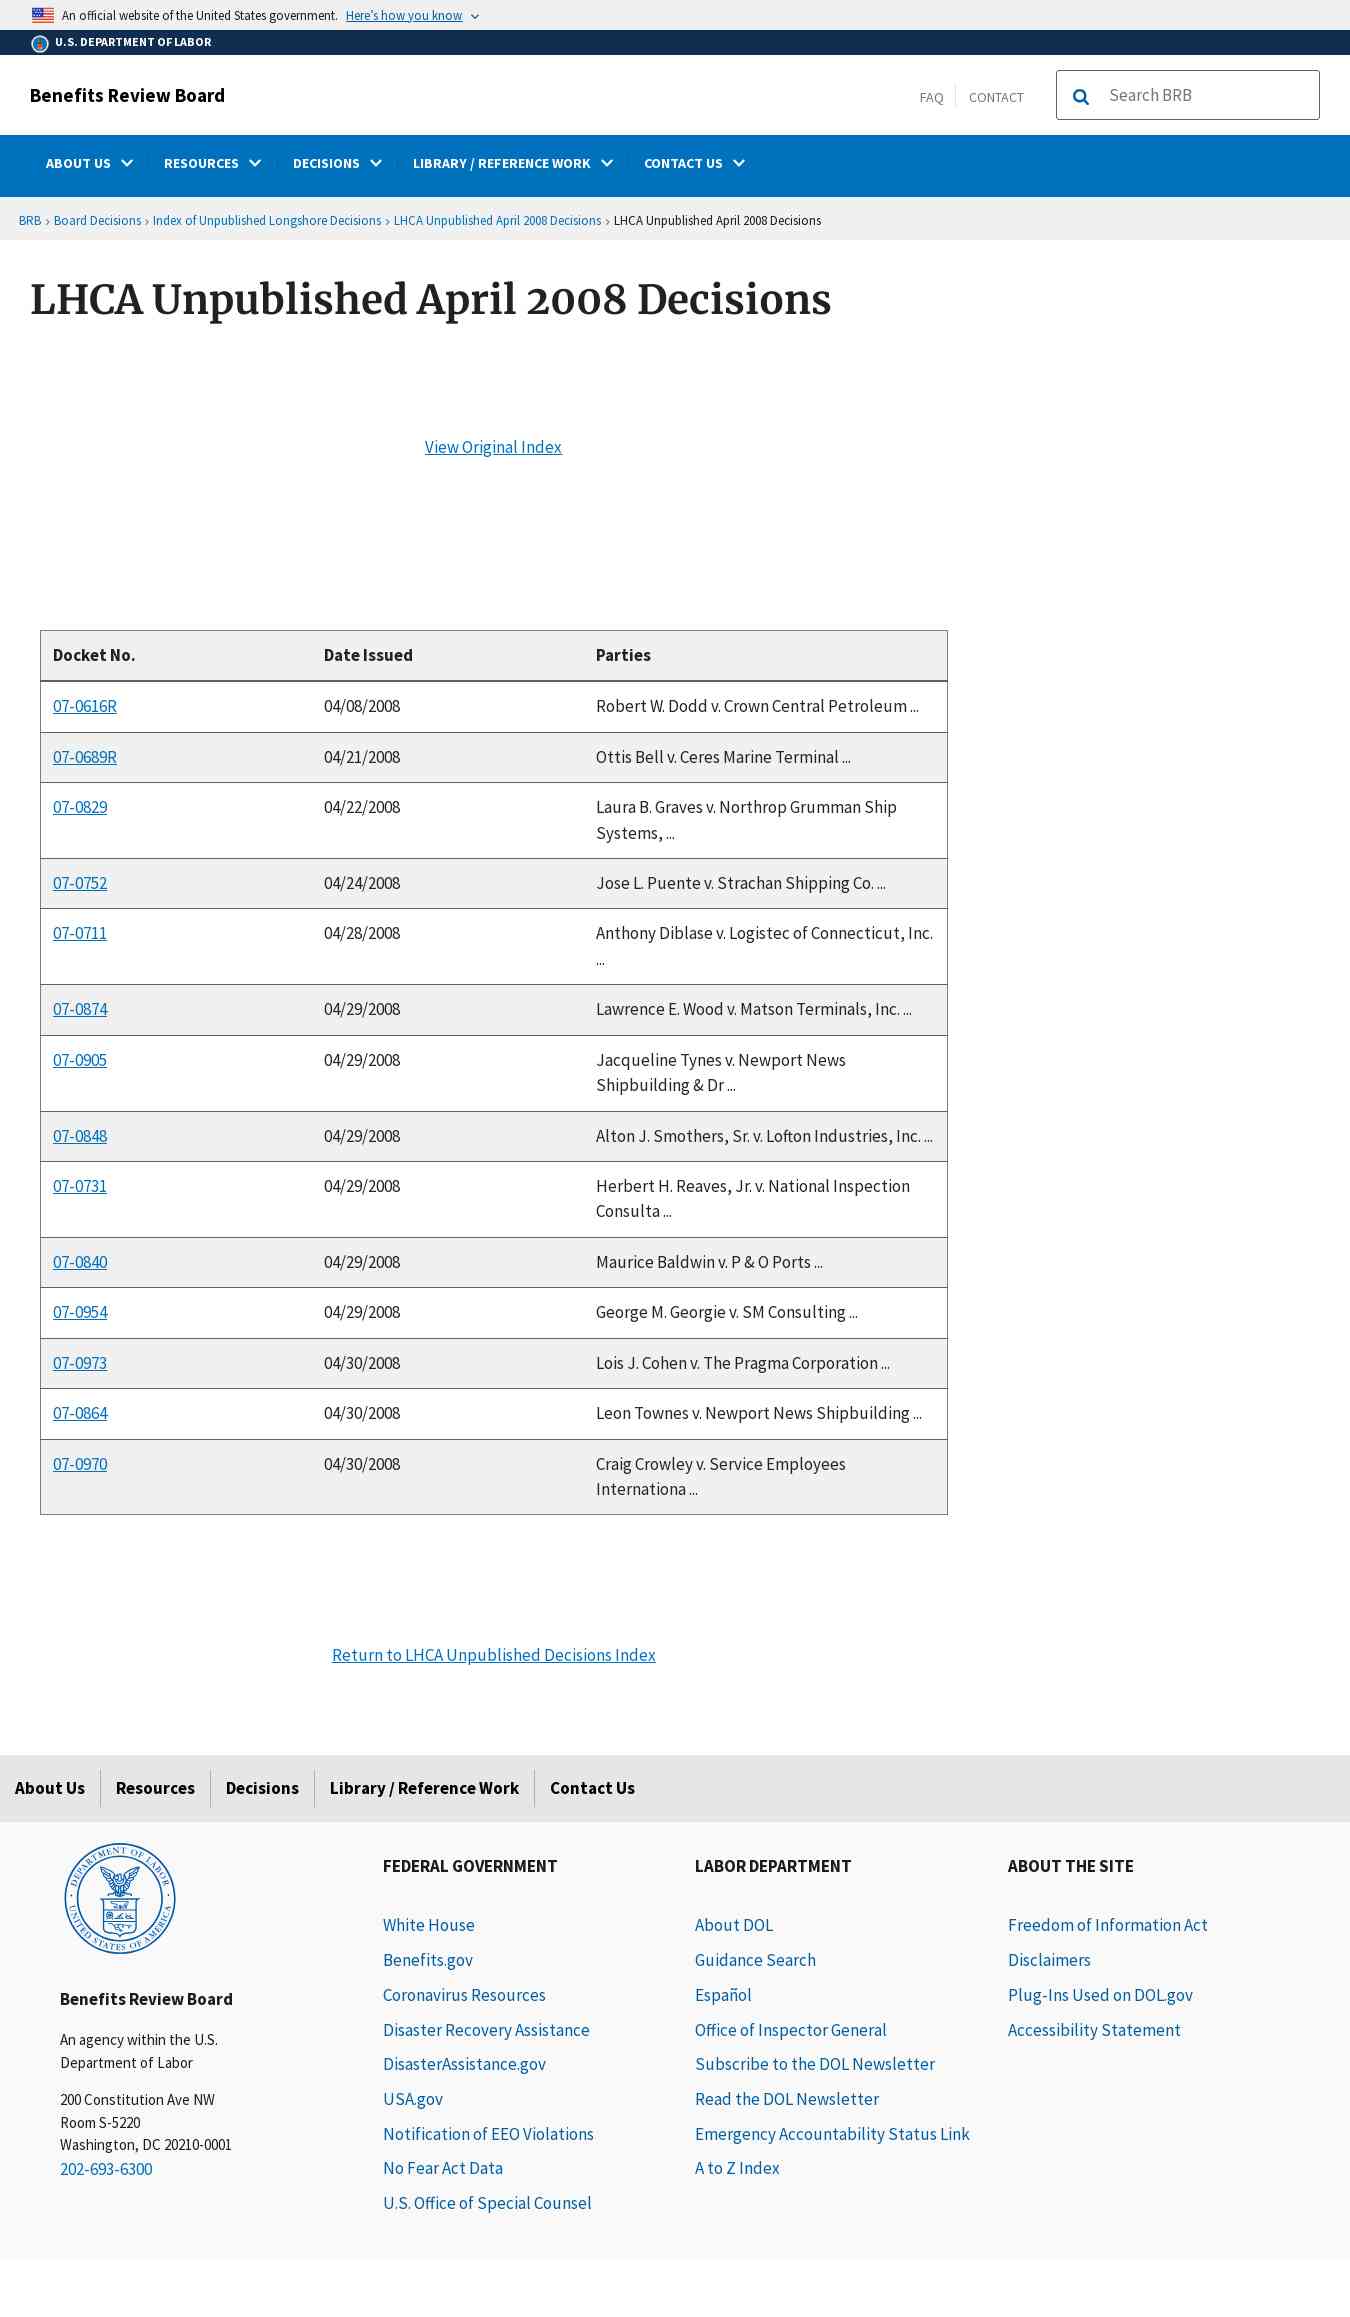 An official website of the United States government. Here's how you know
U.S. DEPARTMENT OF LABOR
Benefits Review Board
FAQ CONTACT Search BRB
ABOUT US RESOURCES DECISIONS LIBRARY / REFERENCE WORK CONTACT US
BRB › Board Decisions › Index of Unpublished Longshore Decisions › LHCA Unpublished April 2008 Decisions › LHCA Unpublished April 2008 Decisions
LHCA Unpublished April 2008 Decisions
View Original Index
Docket No. Date Issued Parties
07-0616R 04/08/2008 Robert W. Dodd v. Crown Central Petroleum ...
07-0689R 04/21/2008 Ottis Bell v. Ceres Marine Terminal ...
07-0829 04/22/2008 Laura B. Graves v. Northrop Grumman Ship
Systems, ...
07-0752 04/24/2008 Jose L. Puente v. Strachan Shipping Co. ...
07-0711 04/28/2008 Anthony Diblase v. Logistec of Connecticut, Inc.
...
07-0874 04/29/2008 Lawrence E. Wood v. Matson Terminals, Inc. ...
07-0905 04/29/2008 Jacqueline Tynes v. Newport News
Shipbuilding & Dr ...
07-0848 04/29/2008 Alton J. Smothers, Sr. v. Lofton Industries, Inc. ...
07-0731 04/29/2008 Herbert H. Reaves, Jr. v. National Inspection
Consulta ...
07-0840 04/29/2008 Maurice Baldwin v. P & O Ports ...
07-0954 04/29/2008 George M. Georgie v. SM Consulting ...
07-0973 04/30/2008 Lois J. Cohen v. The Pragma Corporation ...
07-0864 04/30/2008 Leon Townes v. Newport News Shipbuilding ...
07-0970 04/30/2008 Craig Crowley v. Service Employees
Internationa ...
Return to LHCA Unpublished Decisions Index
About Us Resources Decisions Library / Reference Work Contact Us
DEPARTMENT OF LABOR
UNITED STATES OF AMERICA
Benefits Review Board
An agency within the U.S.
Department of Labor
200 Constitution Ave NW
Room S-5220
Washington, DC 20210-0001
202-693-6300
FEDERAL GOVERNMENT
White House
Benefits.gov
Coronavirus Resources
Disaster Recovery Assistance
DisasterAssistance.gov
USA.gov
Notification of EEO Violations
No Fear Act Data
U.S. Office of Special Counsel
LABOR DEPARTMENT
About DOL
Guidance Search
Español
Office of Inspector General
Subscribe to the DOL Newsletter
Read the DOL Newsletter
Emergency Accountability Status Link
A to Z Index
ABOUT THE SITE
Freedom of Information Act
Disclaimers
Plug-Ins Used on DOL.gov
Accessibility Statement